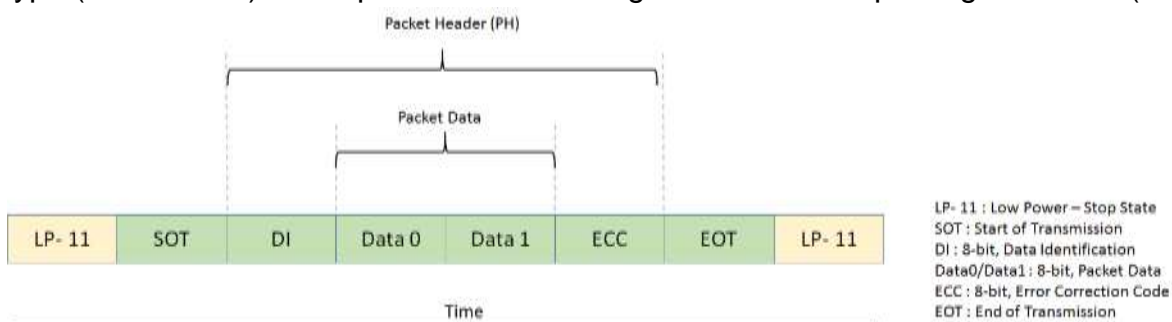 Packet Header (PH)
Packet Data
LP- 11 SOT DI Data 0 Data 1 ECC EOT LP- 11
Time
LP- 11 : Low Power – Stop State
SOT : Start of Transmission
DI : 8-bit, Data Identification
Data0/Data1 : 8-bit, Packet Data
ECC : 8-bit, Error Correction Code
EOT : End of Transmission